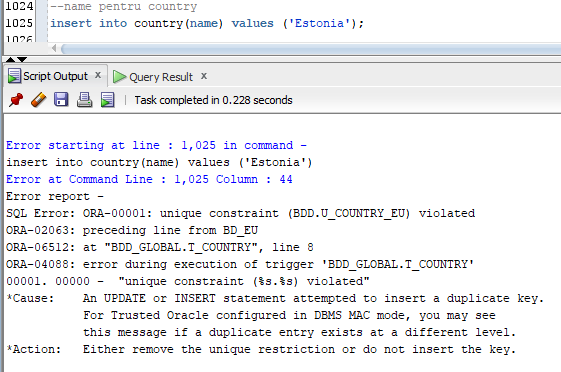 1024 --name pentru country
1025 insert into country(name) values ('Estonia');
1026
Script Output x Query Result x
Task completed in 0.228 seconds
Error starting at line : 1,025 in command -
insert into country(name) values ('Estonia')
Error at Command Line : 1,025 Column : 44
Error report -
SQL Error: ORA-00001: unique constraint (BDD.U_COUNTRY_EU) violated
ORA-02063: preceding line from BD_EU
ORA-06512: at "BDD_GLOBAL.T_COUNTRY", line 8
ORA-04088: error during execution of trigger 'BDD_GLOBAL.T_COUNTRY'
00001. 00000 -  "unique constraint (%s.%s) violated"
*Cause:    An UPDATE or INSERT statement attempted to insert a duplicate key.
           For Trusted Oracle configured in DBMS MAC mode, you may see
           this message if a duplicate entry exists at a different level.
*Action:   Either remove the unique restriction or do not insert the key.